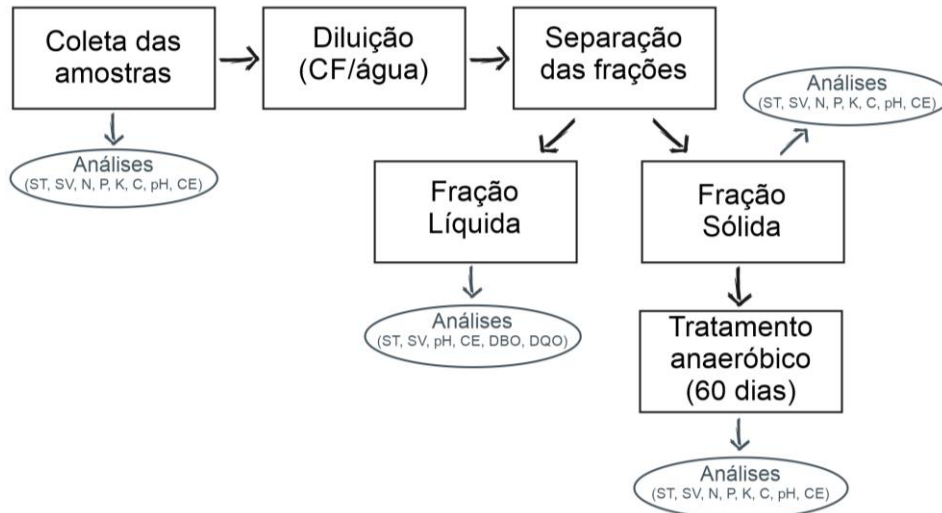 Coleta das
amostras
Diluição
(CF/água)
Separação
das frações
Análises
(ST, SV, N, P, K, C, pH, CE)
Análises
(ST, SV, N, P, K, C, pH, CE)
Fração
Líquida
Fração
Sólida
Análises
(ST, SV, pH, CE, DBO, DQO)
Tratamento
anaeróbico
(60 dias)
Análises
(ST, SV, N, P, K, C, pH, CE)